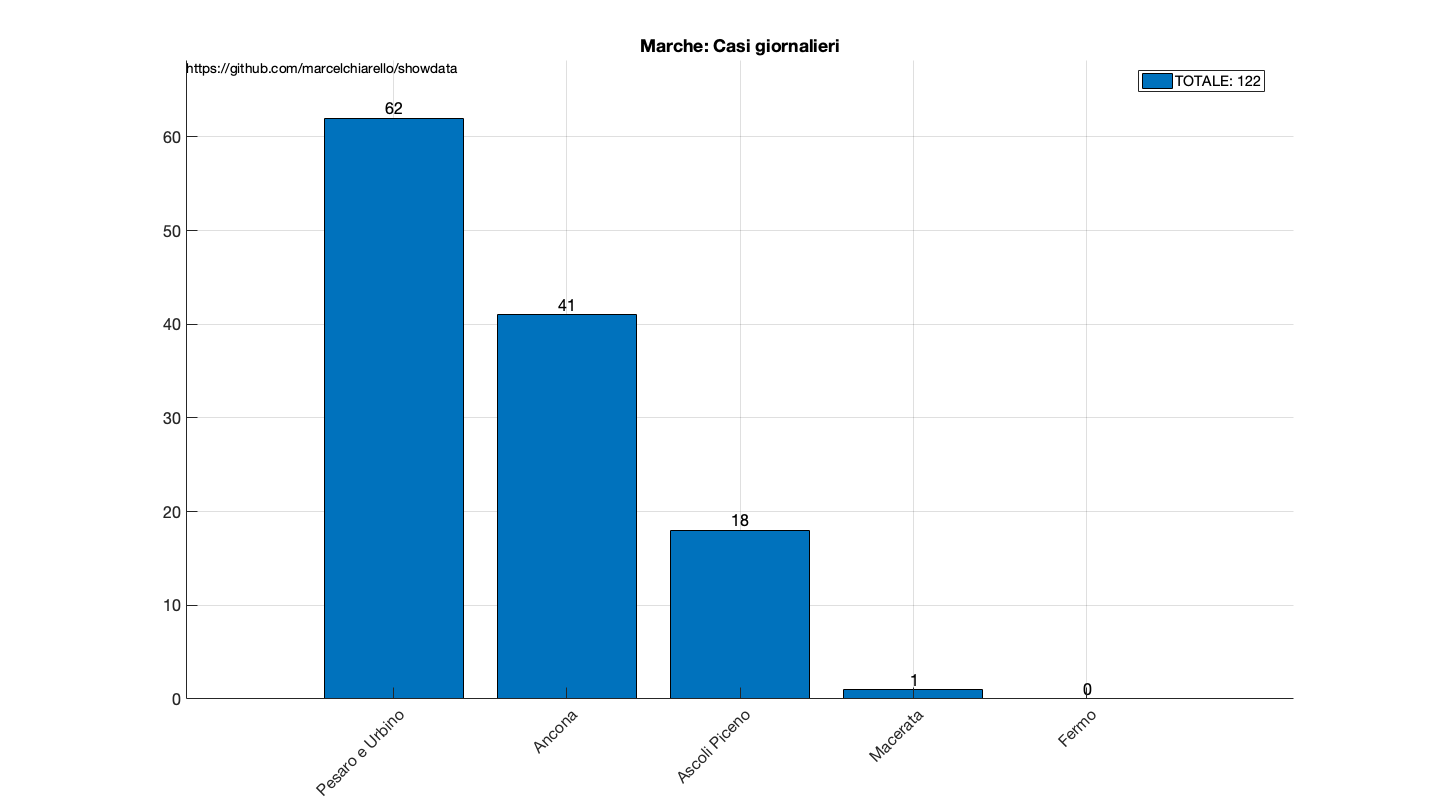 Marche: Casi giornalieri
https://github.com/marcelchiarello/showdata
TOTALE: 122
62
41
18
1
0
60
50
40
30
20
10
0
Pesaro e Urbino
Ancona
Ascoli Piceno
Macerata
Fermo